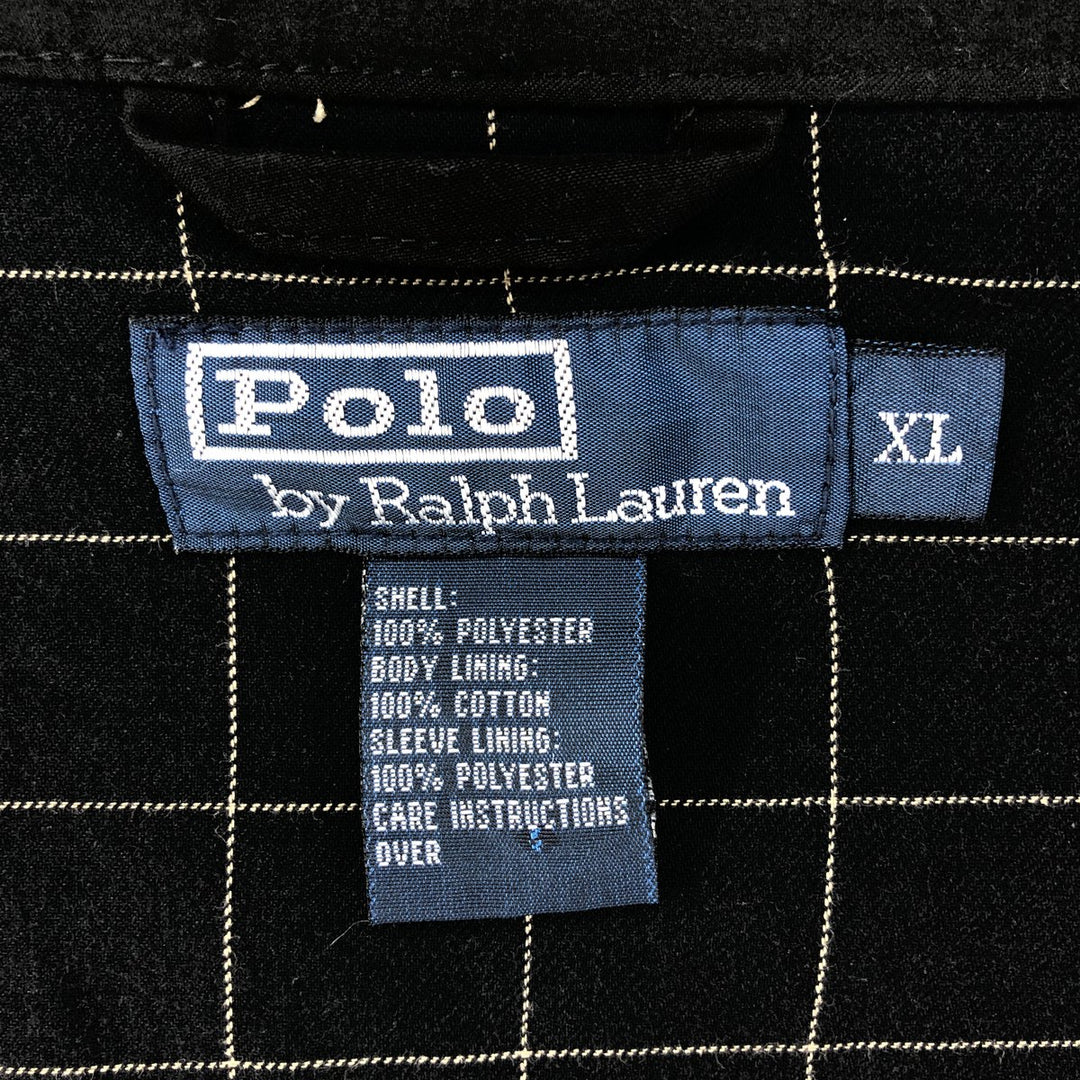 Polo
by Ralph Lauren
XL
SHELL:
100% POLYESTER
BODY LINING:
100% COTTON
SLEEVE LINING:
100% POLYESTER
CARE INSTRUCTIONS
OVER